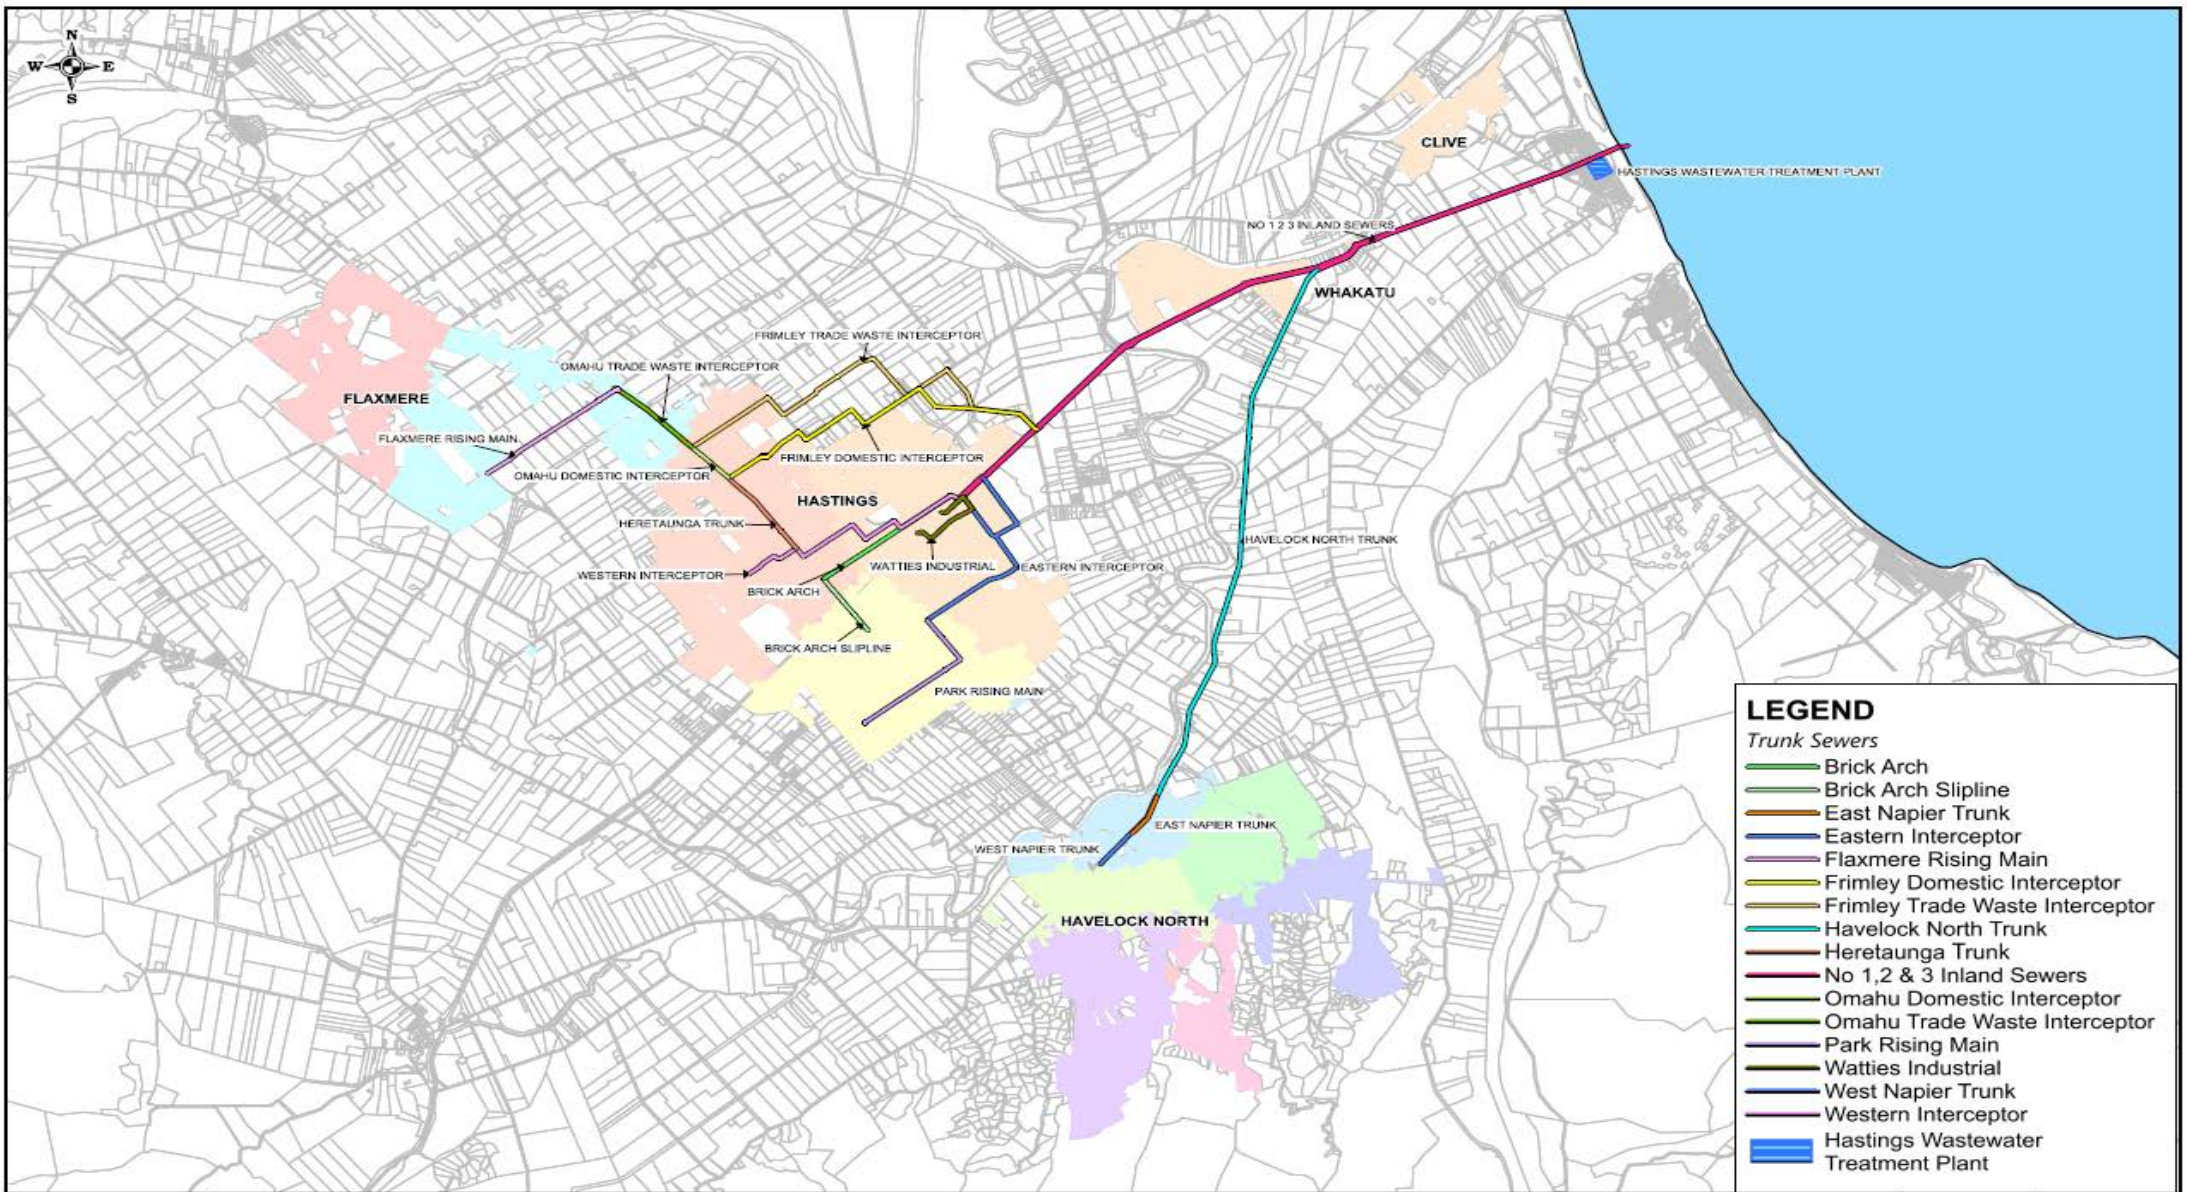 N
W E
S
CLIVE
HASTINGS WASTEWATER TREATMENT PLANT
NO 1 2 3 INLAND SEWERS
WHAKATU
FRIMLEY TRADE WASTE INTERCEPTOR
OMAHU TRADE WASTE INTERCEPTOR
FLAXMERE
FLAXMERE RISING MAIN
FRIMLEY DOMESTIC INTERCEPTOR
OMAHU DOMESTIC INTERCEPTOR
HASTINGS
HERETAUNGA TRUNK
HAVELOCK NORTH TRUNK
WATTIES INDUSTRIAL
EASTERN INTERCEPTOR
WESTERN INTERCEPTOR
BRICK ARCH
BRICK ARCH SLIPLINE
PARK RISING MAIN
EAST NAPIER TRUNK
WEST NAPIER TRUNK
HAVELOCK NORTH
LEGEND
Trunk Sewers
Brick Arch
Brick Arch Slipline
East Napier Trunk
Eastern Interceptor
Flaxmere Rising Main
Frimley Domestic Interceptor
Frimley Trade Waste Interceptor
Havelock North Trunk
Heretaunga Trunk
No 1,2 & 3 Inland Sewers
Omahu Domestic Interceptor
Omahu Trade Waste Interceptor
Park Rising Main
Watties Industrial
West Napier Trunk
Western Interceptor
Hastings Wastewater
Treatment Plant